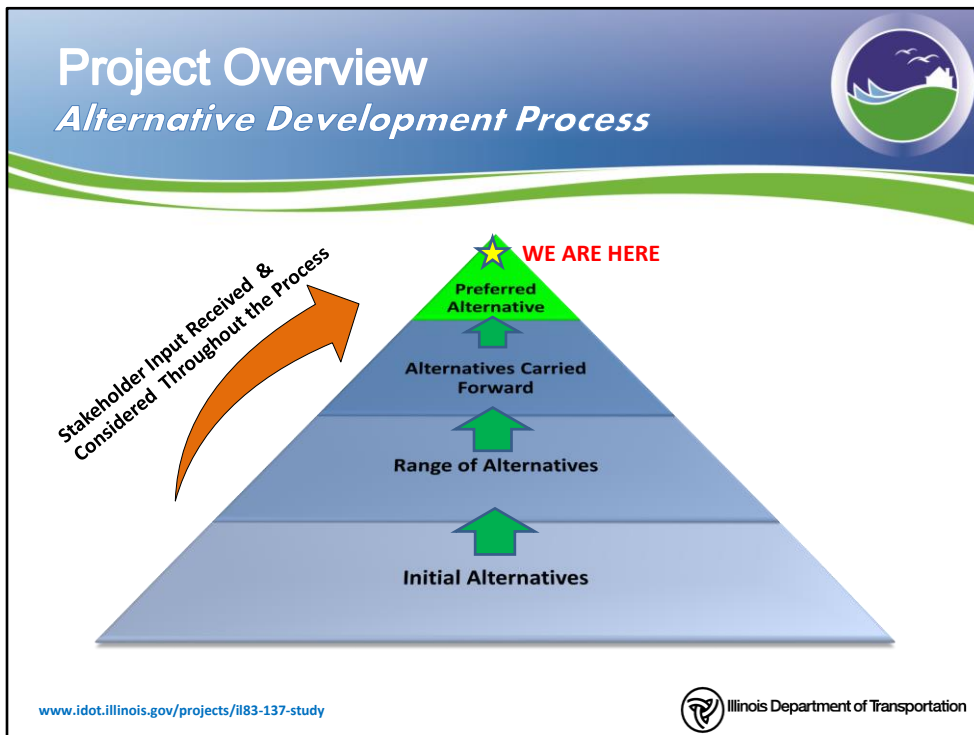 Project Overview
Alternative Development Process
Stakeholder Input Received &
Considered Throughout the Process
WE ARE HERE
Preferred
Alternative
Alternatives Carried
Forward
Range of Alternatives
Initial Alternatives
www.idot.illinois.gov/projects/il83-137-study
Illinois Department of Transportation